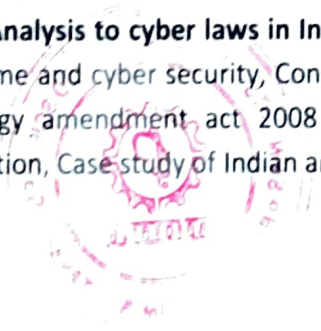 nalysis to cyber laws in In
me and cyber security, Con
gy amendment act 2008
tion, Case study of Indian a